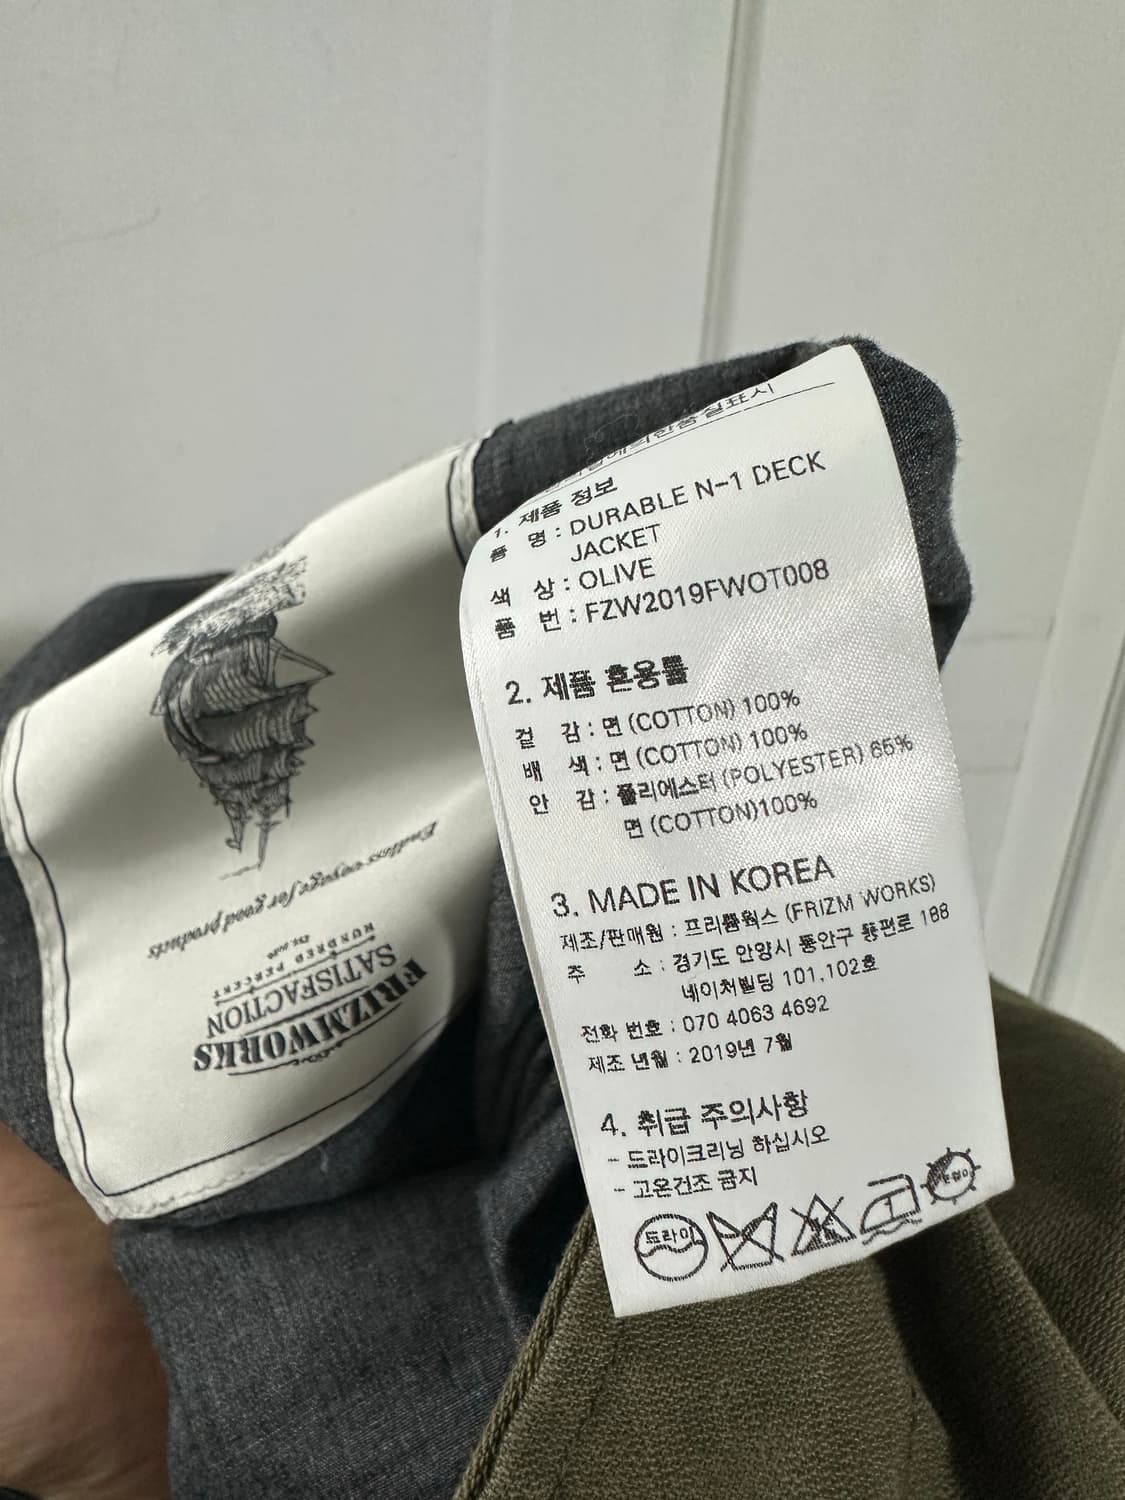 품질표시
1. 제품 정보
품 명 : DURABLE N-1 DECK
JACKET
색 상 : OLIVE
품 번 : FZW2019FWOT008
2. 제품 혼용률
겉 감 : 면 (COTTON) 100%
배 색 : 면 (COTTON) 100%
안 감 : 폴리에스터 (POLYESTER) 65%
면 (COTTON)100%
3. MADE IN KOREA
제조/판매원 : 프리즘웍스 (FRIZM WORKS)
주 소 : 경기도 안양시 동안구 동편로 188
네이처빌딩 101,102호
전화 번호 : 070 4063 4692
제조 년월 : 2019년 7월
4. 취급 주의사항
- 드라이크리닝 하십시오
- 고온건조 금지
드라이
FRIZMWORKS
SATISFACTION
HUNDRED PERCENT
Endless voyage for good products